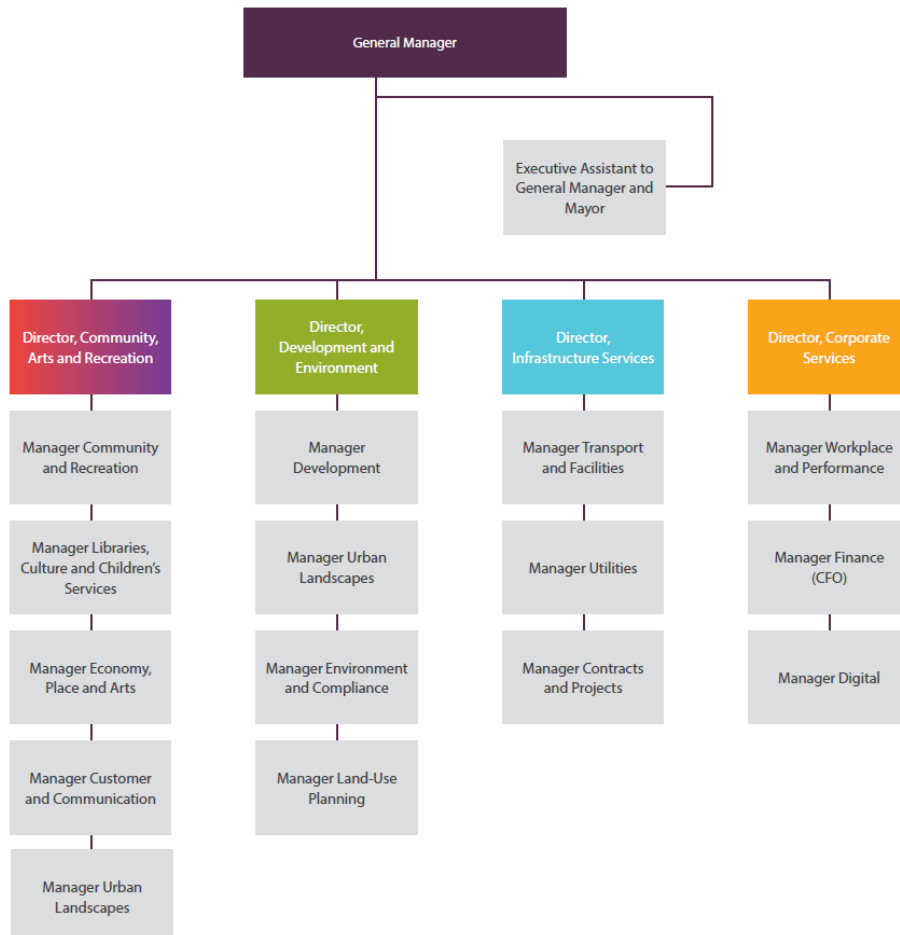 General Manager
Executive Assistant to
General Manager and
Mayor
Director, Community,
Arts and Recreation
Director,
Development and
Environment
Director,
Infrastructure Services
Director, Corporate
Services
Manager Community
and Recreation
Manager
Development
Manager Transport
and Facilities
Manager Workplace
and Performance
Manager Libraries,
Culture and Children’s
Services
Manager Urban
Landscapes
Manager Utilities
Manager Finance
(CFO)
Manager Economy,
Place and Arts
Manager Environment
and Compliance
Manager Contracts
and Projects
Manager Digital
Manager Customer
and Communication
Manager Land-Use
Planning
Manager Urban
Landscapes